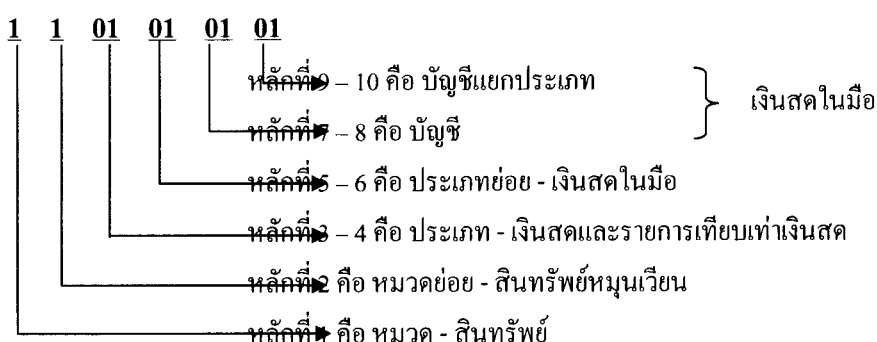 1 1 01 01 01 01
หลักที่ 9 – 10 คือ บัญชีแยกประเภท
เงินสดในมือ
หลักที่ 7 – 8 คือ บัญชี
หลักที่ 5 – 6 คือ ประเภทย่อย - เงินสดในมือ
หลักที่ 3 – 4 คือ ประเภท - เงินสดและรายการเทียบเท่าเงินสด
หลักที่ 2 คือ หมวดย่อย - สินทรัพย์หมุนเวียน
หลักที่ 1 คือ หมวด - สินทรัพย์